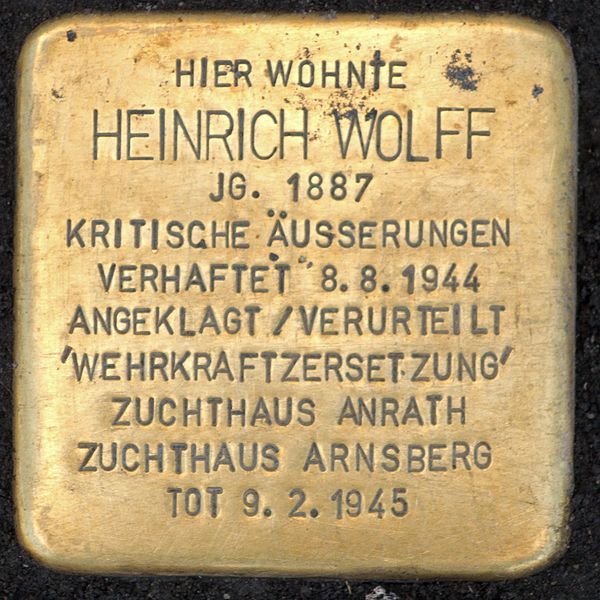 HIER WOHNTE
HEINRICH WOLFF
JG. 1887
KRITISCHE ÄUSSERUNGEN
VERHAFTET 8.8.1944
ANGEKLAGT / VERURTEILT
'WEHRKRAFTZERSETZUNG'
ZUCHTHAUS ANRATH
ZUCHTHAUS ARNSBERG
TOT 9.2.1945